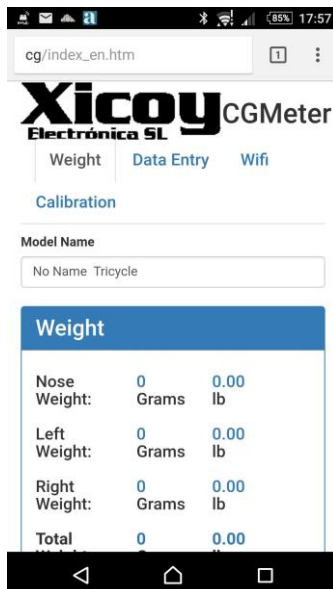 85% 17:57
cg/index_en.htm 1
Xicoy CGMeter
Electrónica SL
Weight Data Entry Wifi
Calibration
Model Name
No Name Tricycle
Weight
Nose 0 0.00
Weight: Grams lb
Left 0 0.00
Weight: Grams lb
Right 0 0.00
Weight: Grams lb
Total 0 0.00